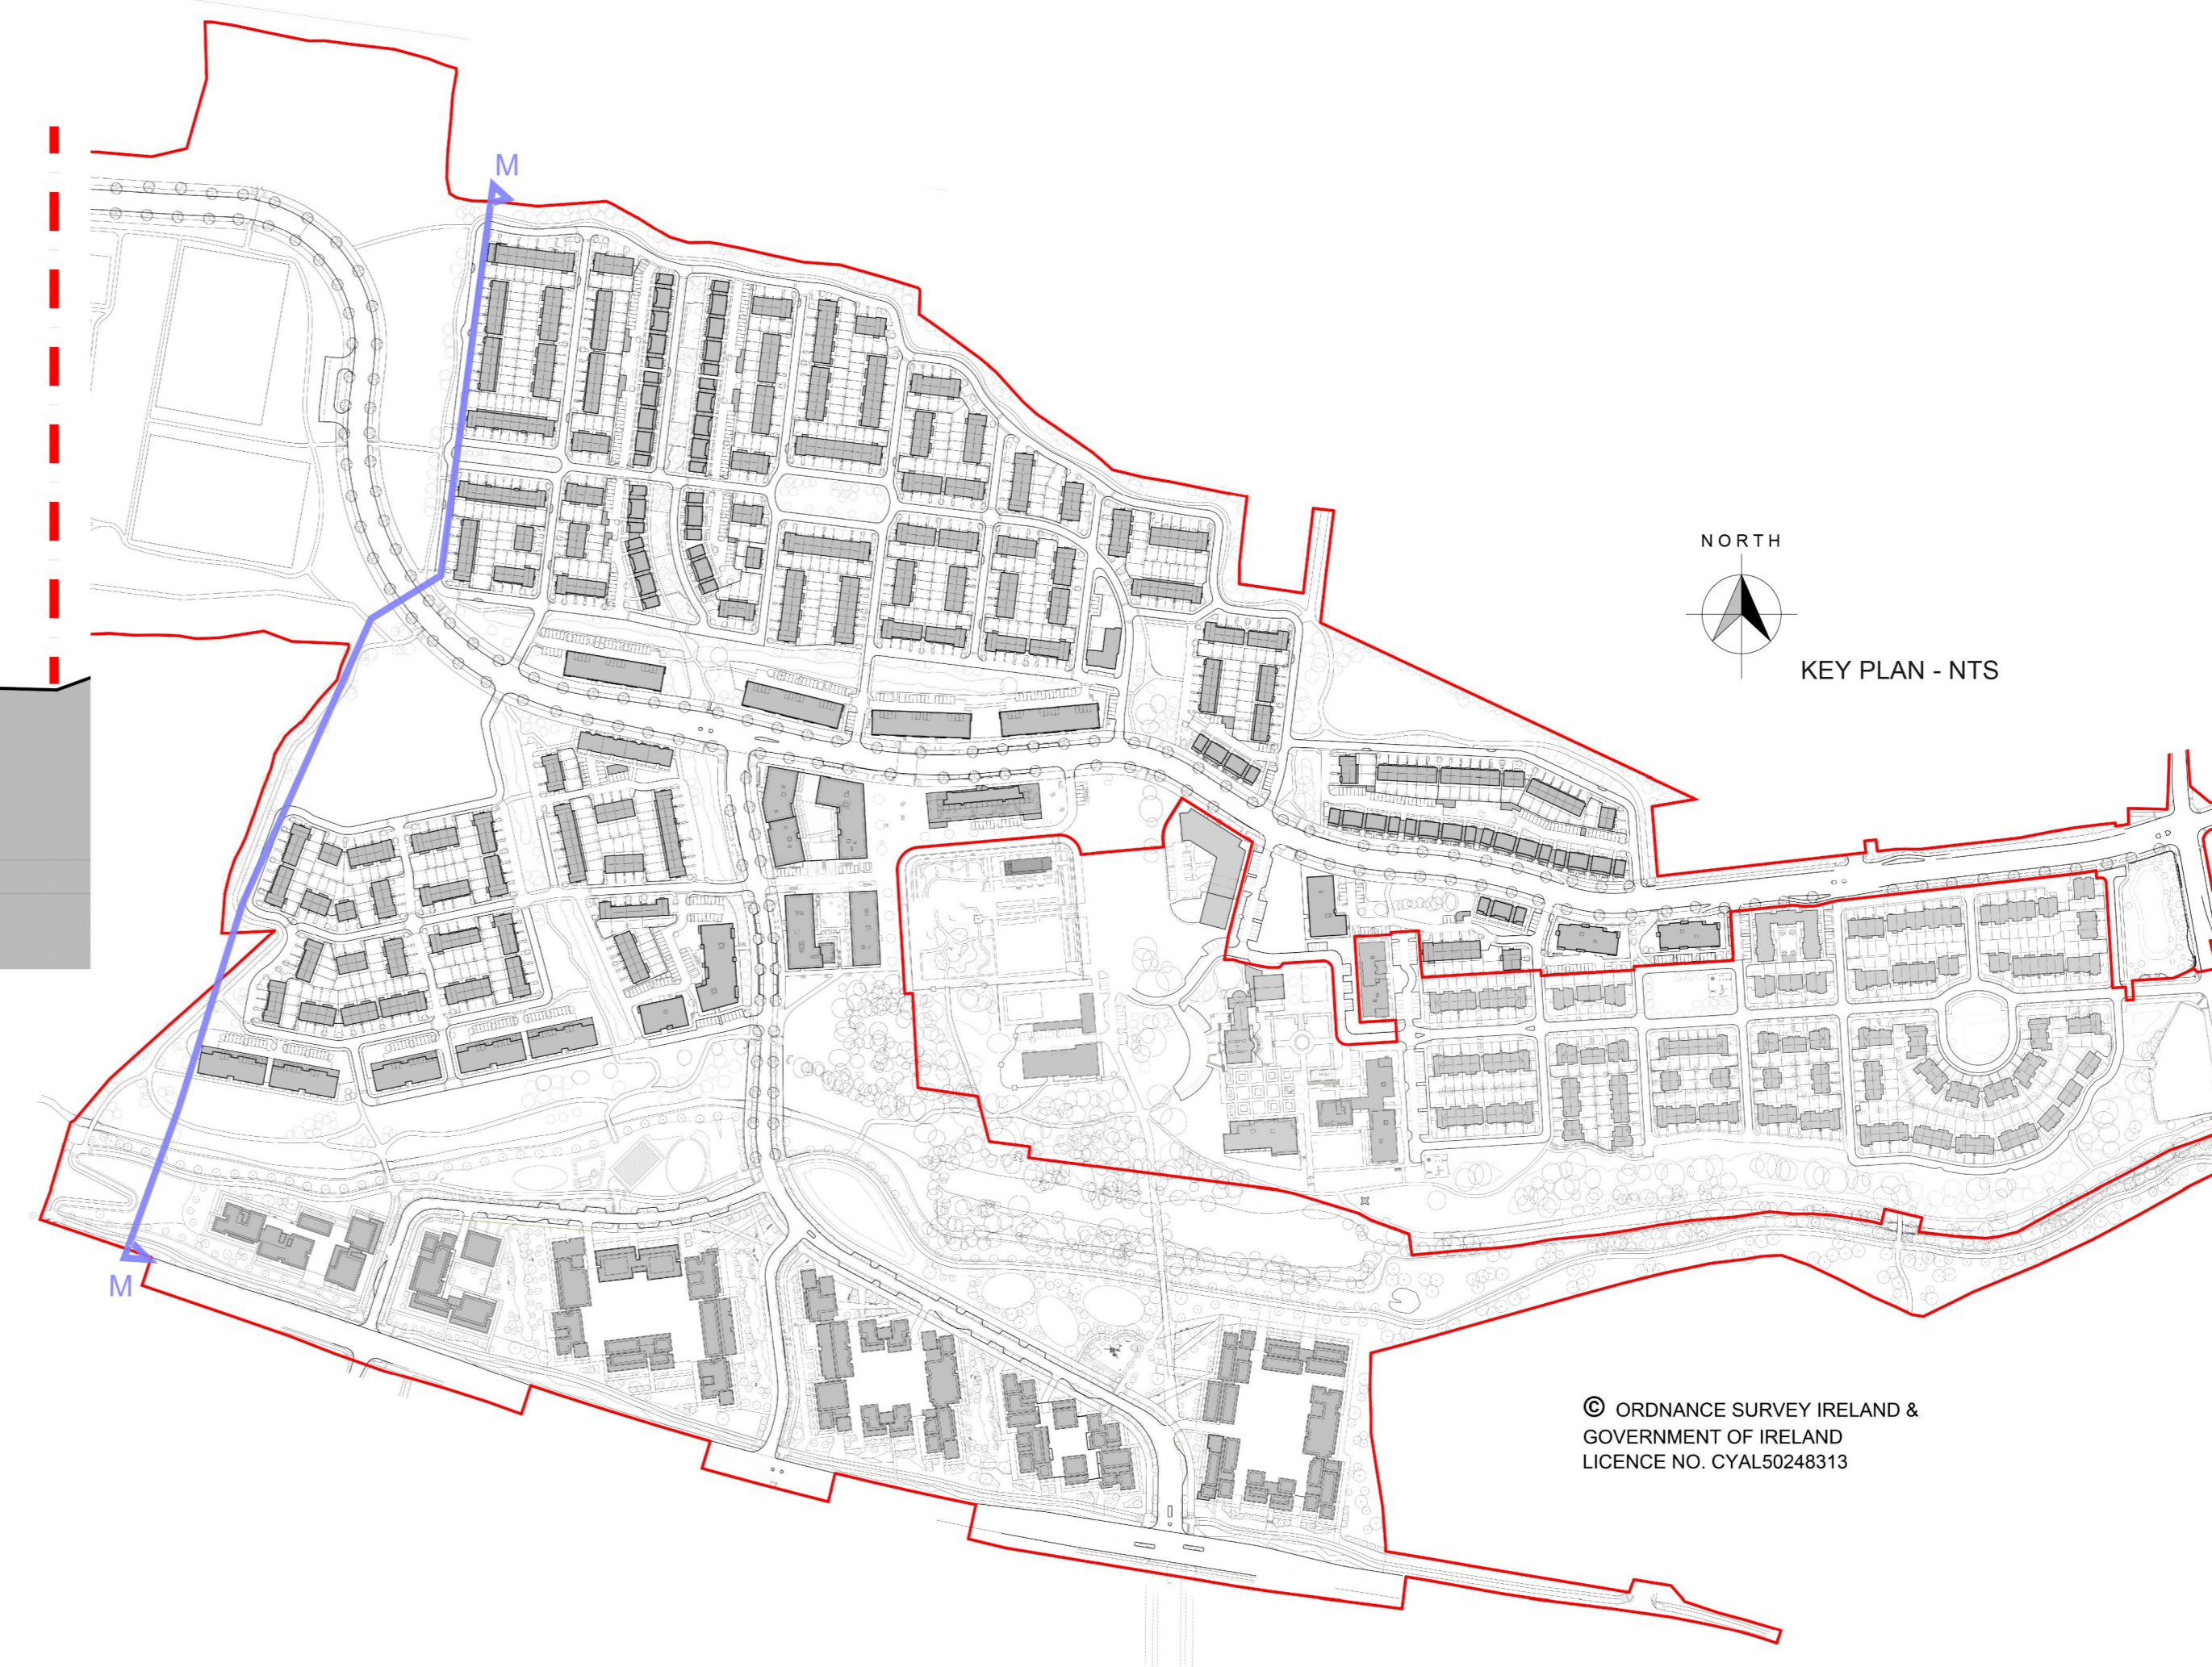 M
NORTH
KEY PLAN - NTS
M
© ORDNANCE SURVEY IRELAND &
GOVERNMENT OF IRELAND
LICENCE NO. CYAL50248313